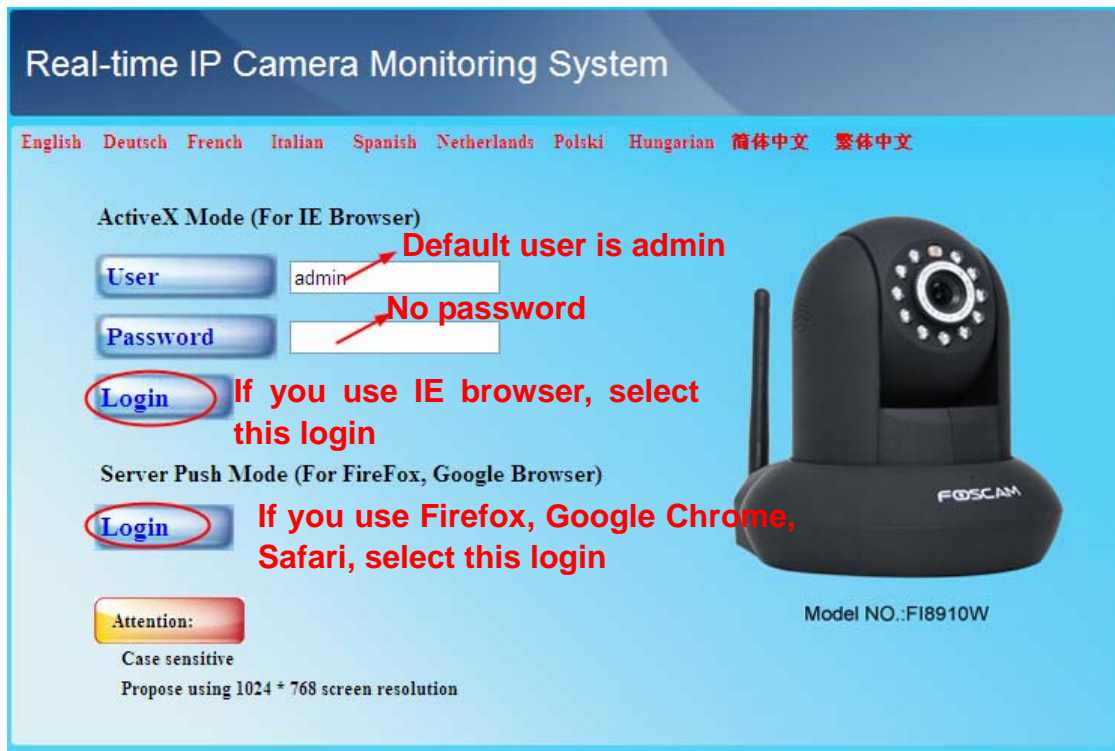 Real-time IP Camera Monitoring System
English Deutsch French Italian Spanish Netherlands Polski Hungarian 简体中文 繁体中文
ActiveX Mode (For IE Browser)
Default user is admin
User admin
No password
Password
Login
If you use IE browser, select
this login
Server Push Mode (For FireFox, Google Browser)
Login
If you use Firefox, Google Chrome,
Safari, select this login
FOSCAM
Model NO.:FI8910W
Attention:
Case sensitive
Propose using 1024 * 768 screen resolution